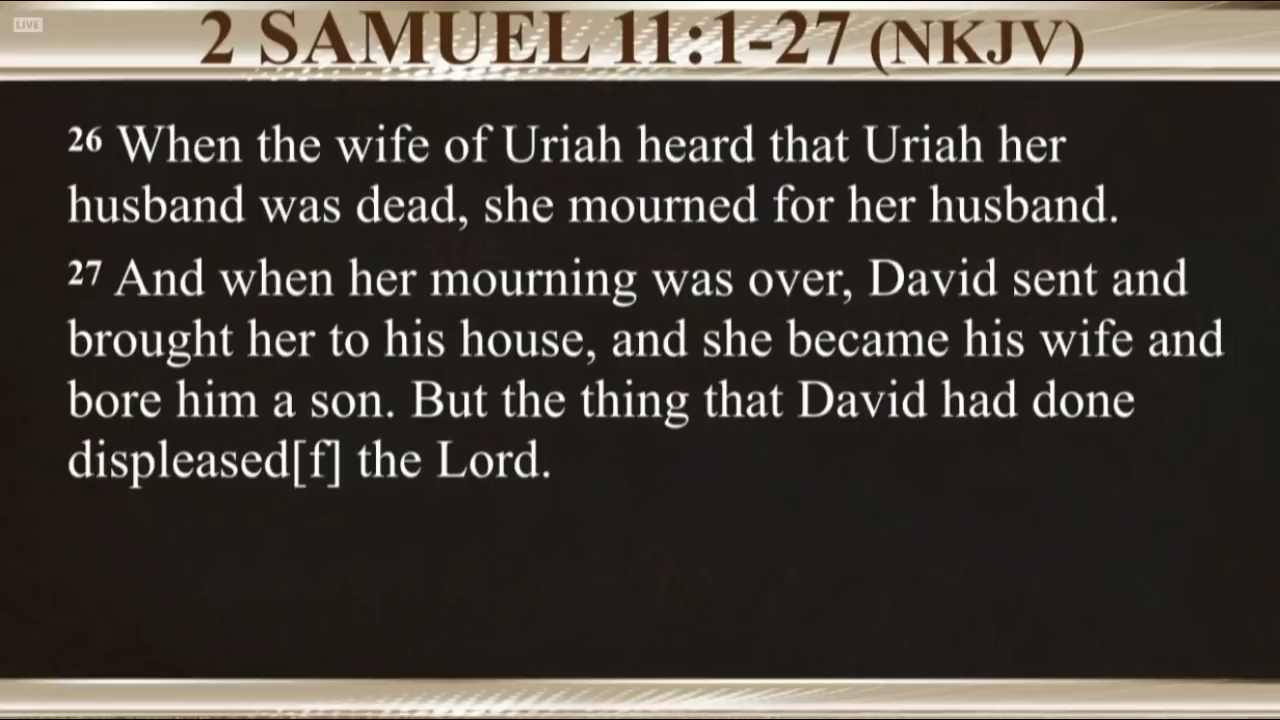 LIVE
2 SAMUEL 11:1-27 (NKJV)
26 When the wife of Uriah heard that Uriah her
husband was dead, she mourned for her husband.
27 And when her mourning was over, David sent and
brought her to his house, and she became his wife and
bore him a son. But the thing that David had done
displeased[f] the Lord.